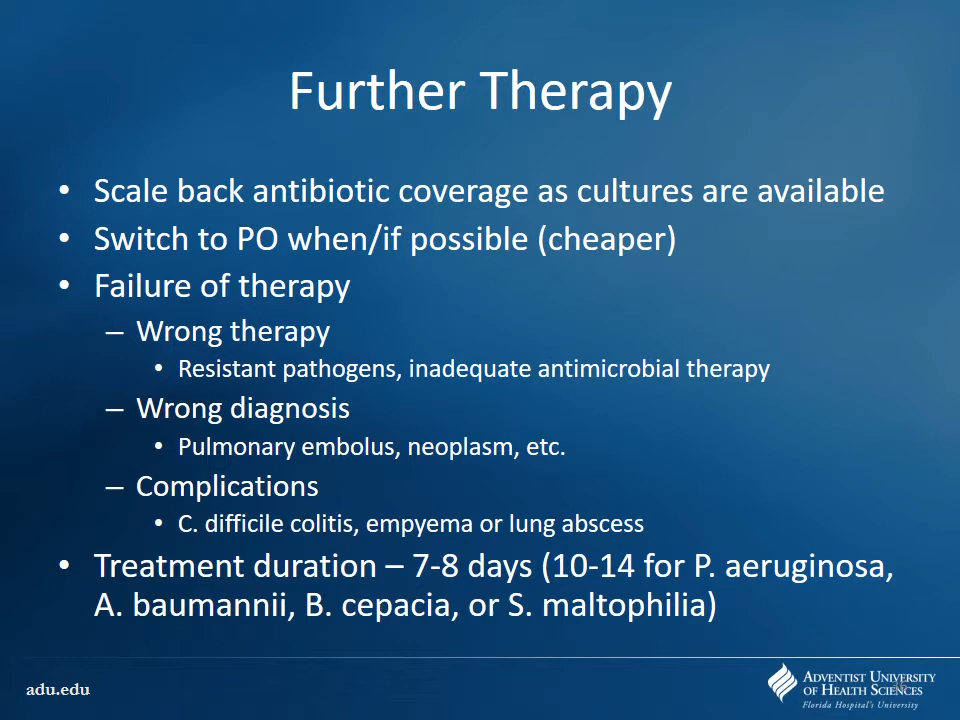 Further Therapy
• Scale back antibiotic coverage as cultures are available
• Switch to PO when/if possible (cheaper)
• Failure of therapy
– Wrong therapy
• Resistant pathogens, inadequate antimicrobial therapy
– Wrong diagnosis
• Pulmonary embolus, neoplasm, etc.
– Complications
• C. difficile colitis, empyema or lung abscess
• Treatment duration – 7-8 days (10-14 for P. aeruginosa,
A. baumannii, B. cepacia, or S. maltophilia)
adu.edu
ADVENTIST UNIVERSITY
OF HEALTH SCIENCES
Florida Hospital's University